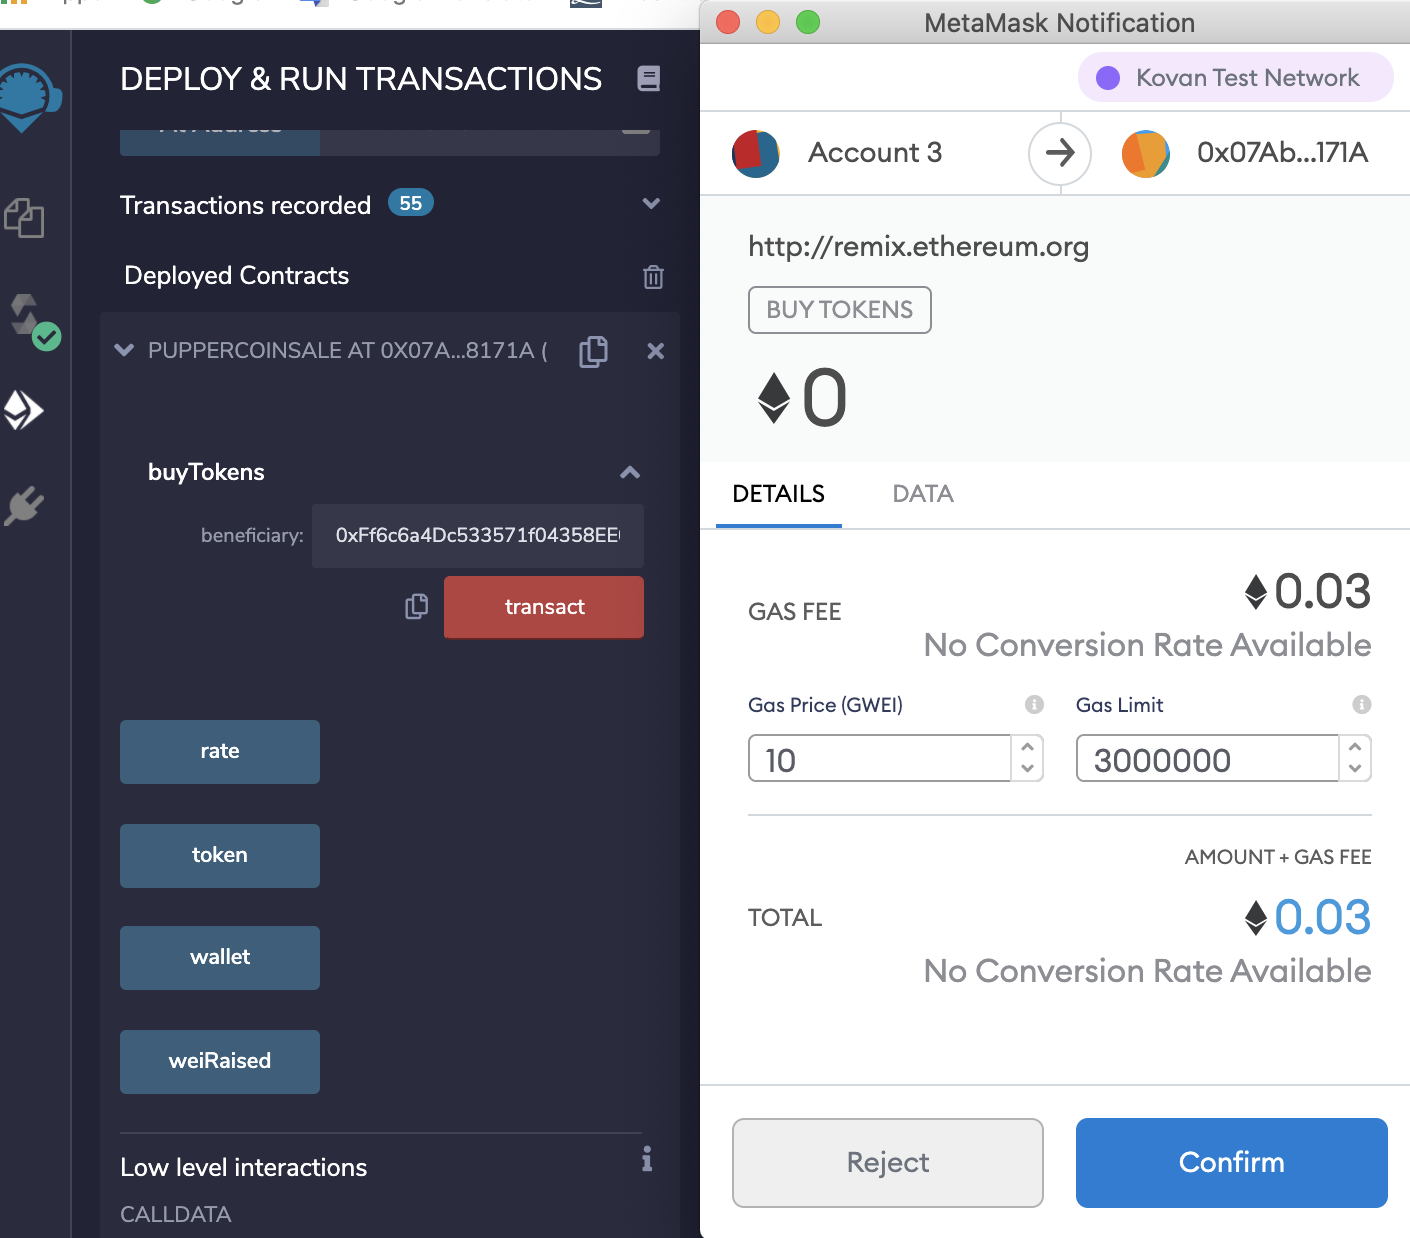 DEPLOY & RUN TRANSACTIONS
At Address
Transactions recorded 55
Deployed Contracts
PUPPERCOINSALE AT 0X07A...8171A (
buyTokens
beneficiary: 0xFf6c6a4Dc533571f04358EE
transact
rate
token
wallet
weiRaised
Low level interactions
CALLDATA
MetaMask Notification
Kovan Test Network
Account 3
0x07Ab...171A
http://remix.ethereum.org
BUY TOKENS
0
DETAILS
DATA
GAS FEE
0.03
No Conversion Rate Available
Gas Price (GWEI)
Gas Limit
10
3000000
AMOUNT + GAS FEE
TOTAL
0.03
No Conversion Rate Available
Reject
Confirm